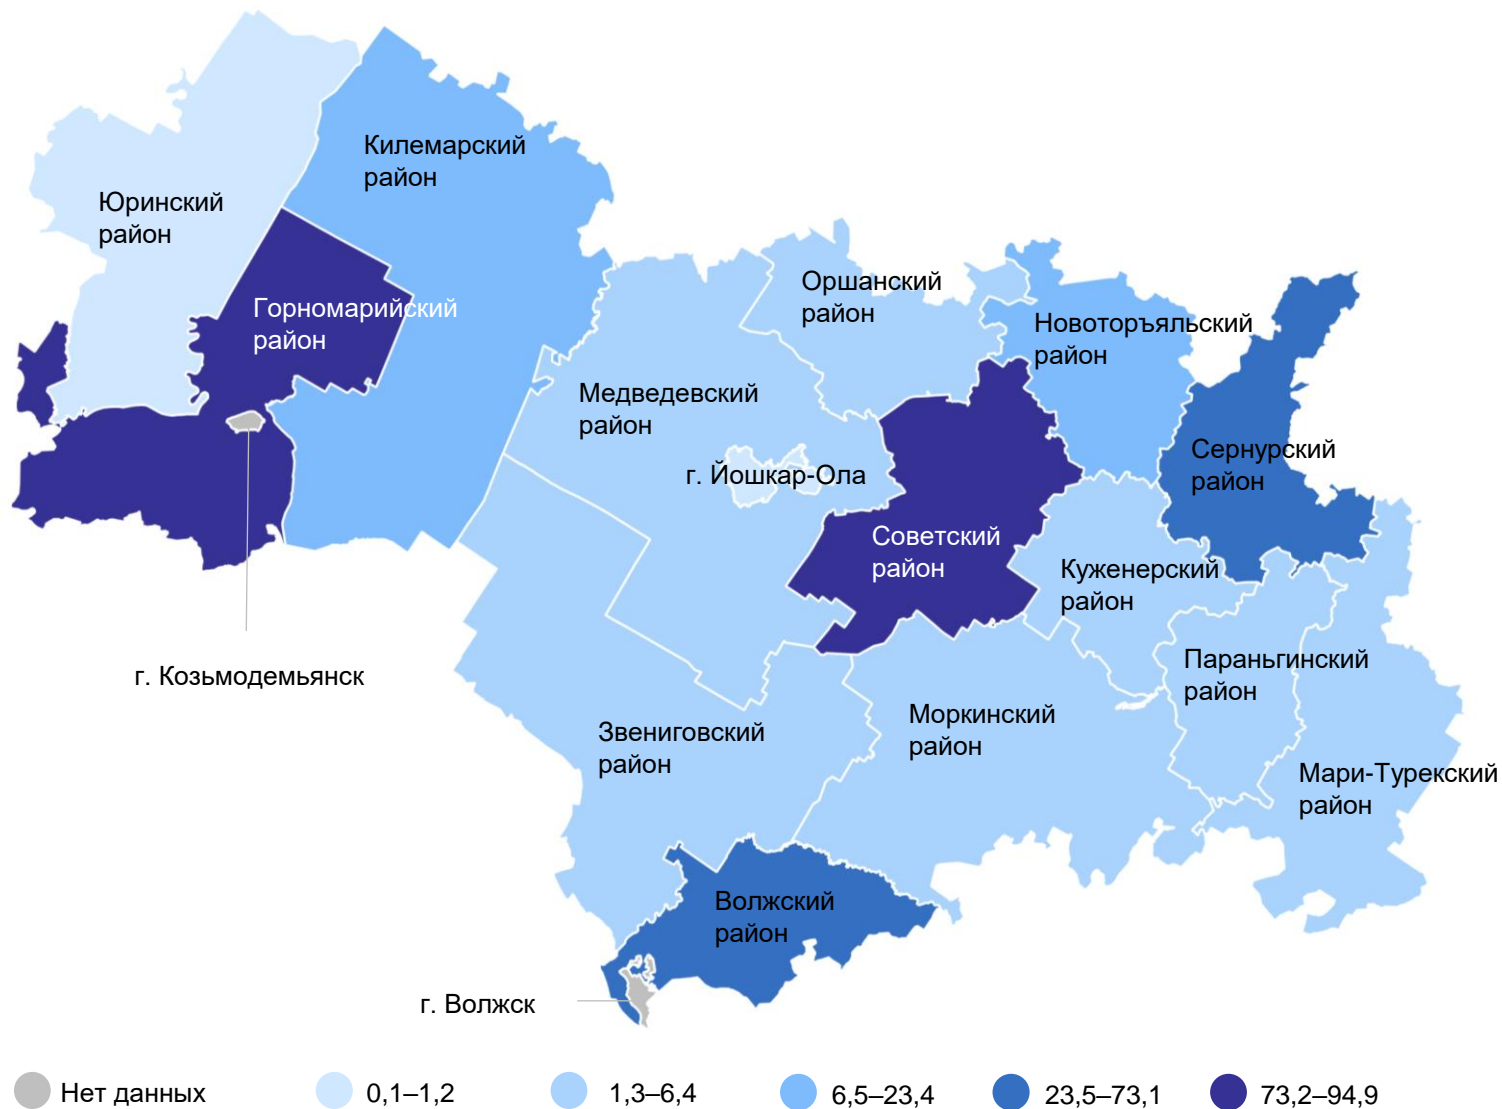 Килемарский
район
Юринский
район
Оршанский
район
Горномарийский
район
Новоторъяльский
район
Медведевский
район
Сернурский
район
г. Йошкар-Ола
Советский
район
Куженерский
район
г. Козьмодемьянск
Параньгинский
район
Моркинский
район
Звениговский
район
Мари-Турекский
район
Волжский
район
г. Волжск
Нет данных
0,1–1,2
1,3–6,4
6,5–23,4
23,5–73,1
73,2–94,9